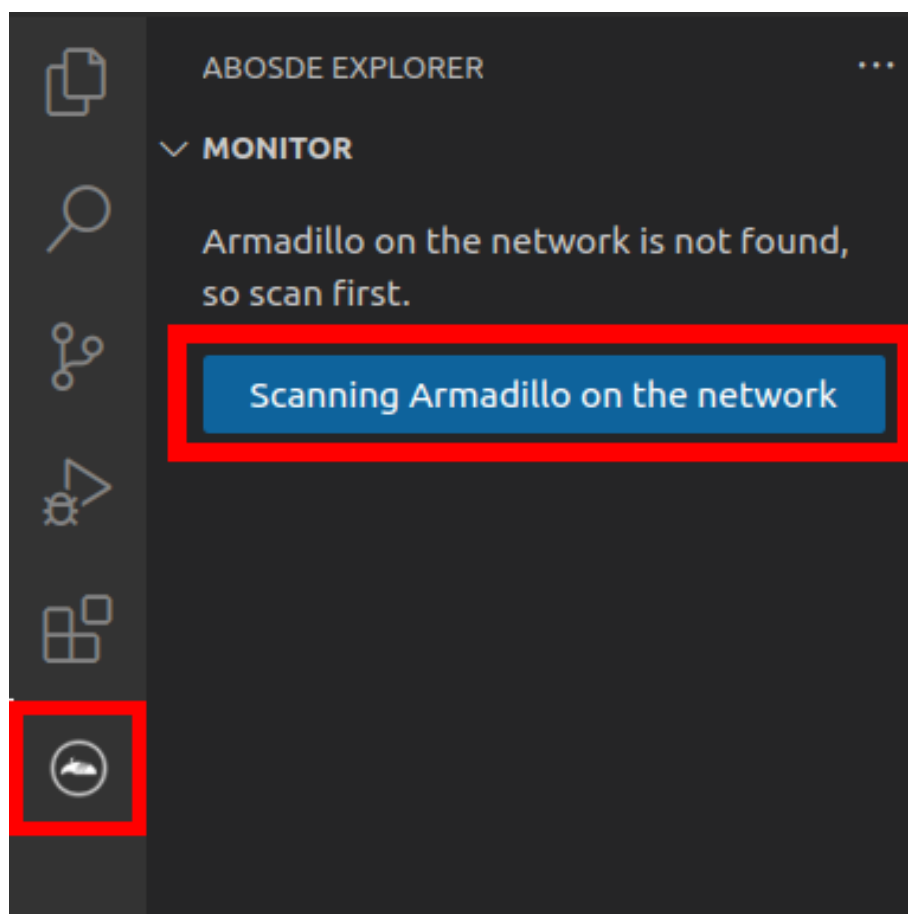 ABOSDE EXPLORER
MONITOR
Armadillo on the network is not found,
so scan first.
Scanning Armadillo on the network